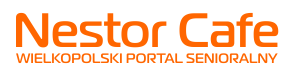 Nestor Cafe
WIELKOPOLSKI PORTAL SENIORALNY